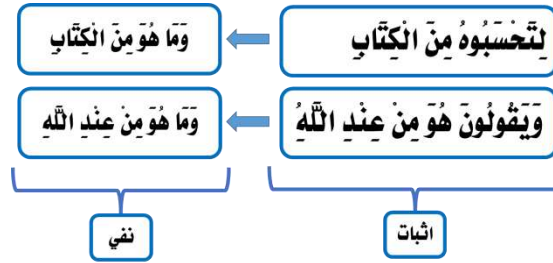 لِتَحْسَبُوهُ مِنَ الْكِتَابِ
وَمَا هُوَ مِنَ الْكِتَابِ
وَيَقُولُونَ هُوَ مِنْ عِنْدِ اللَّهِ
وَمَا هُوَ مِنْ عِنْدِ اللَّهِ
اثبات
نفي